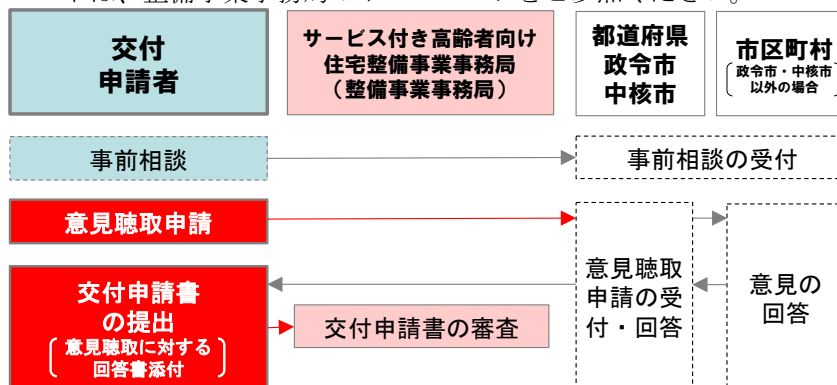 交付
申請者
サービス付き高齢者向け
住宅整備事業事務局
（整備事業事務局）
都道府県
政令市
中核市
市区町村
政令市・中核市
以外の場合
事前相談
事前相談の受付
意見聴取申請
意見聴取
申請の受
付・回答
意見の
回答
交付申請書
の提出
意見聴取に対する
回答書添付
交付申請書の審査